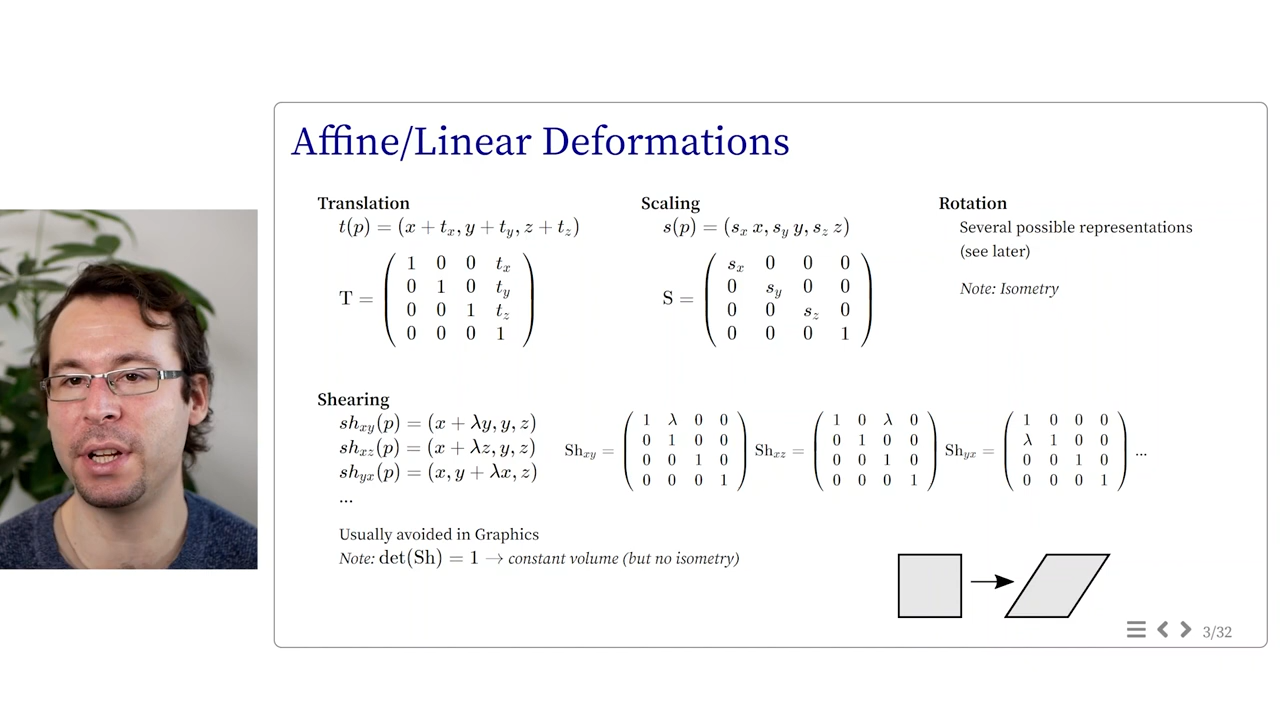 Affine/Linear Deformations
Translation
t(p) = (x + t_x, y + t_y, z + t_z)
T = ( 1 0 0 t_x
0 1 0 t_y
0 0 1 t_z
0 0 0 1 )
Scaling
s(p) = (s_x x, s_y y, s_z z)
S = ( s_x 0 0 0
0 s_y 0 0
0 0 s_z 0
0 0 0 1 )
Rotation
Several possible representations
(see later)
Note: Isometry
Shearing
sh_xy(p) = (x + λy, y, z)
sh_xz(p) = (x + λz, y, z)
sh_yx(p) = (x, y + λx, z)
...
Sh_xy = ( 1 λ 0 0
0 1 0 0
0 0 1 0
0 0 0 1 )
Sh_xz = ( 1 0 λ 0
0 1 0 0
0 0 1 0
0 0 0 1 )
Sh_yx = ( 1 0 0 0
λ 1 0 0
0 0 1 0
0 0 0 1 )
...
Usually avoided in Graphics
Note: det(Sh) = 1 → constant volume (but no isometry)
3/32